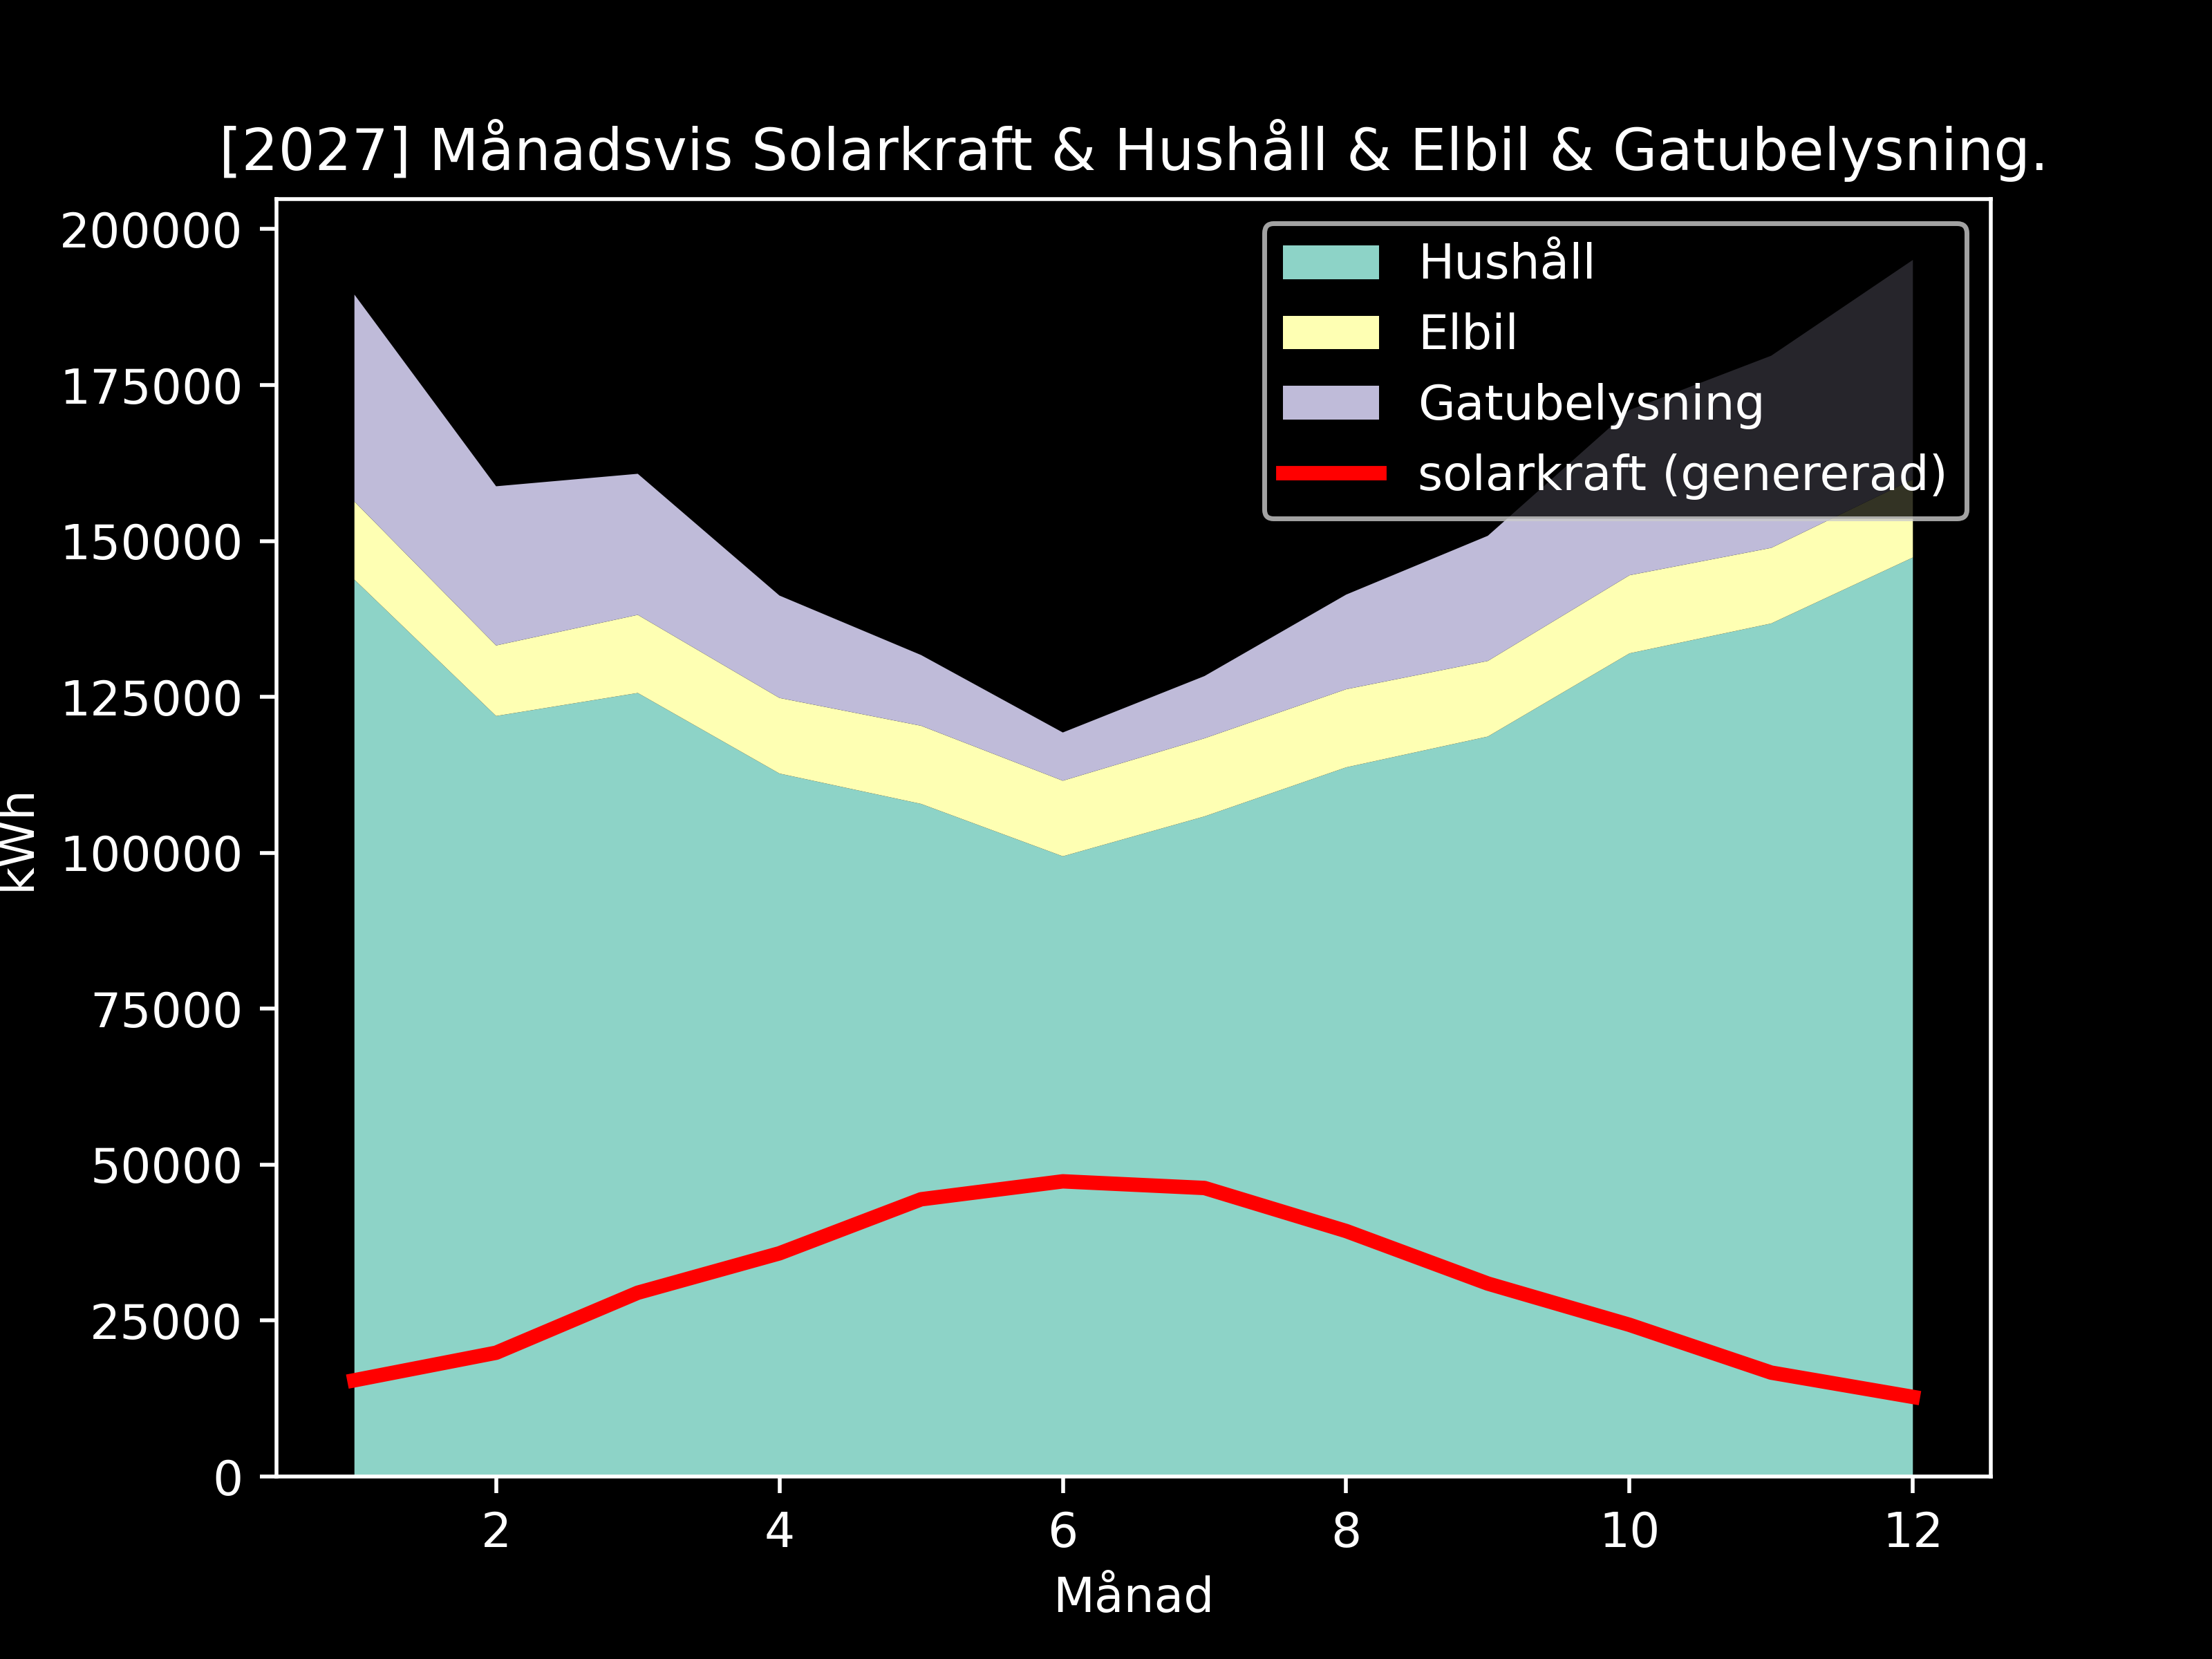 [2027] Månadsvis Solarkraft & Hushåll & Elbil & Gatubelysning.
Hushåll
Elbil
Gatubelysning
solarkraft (genererad)
200000
175000
150000
125000
100000
75000
50000
25000
0
kWh
2 4 6 8 10 12
Månad